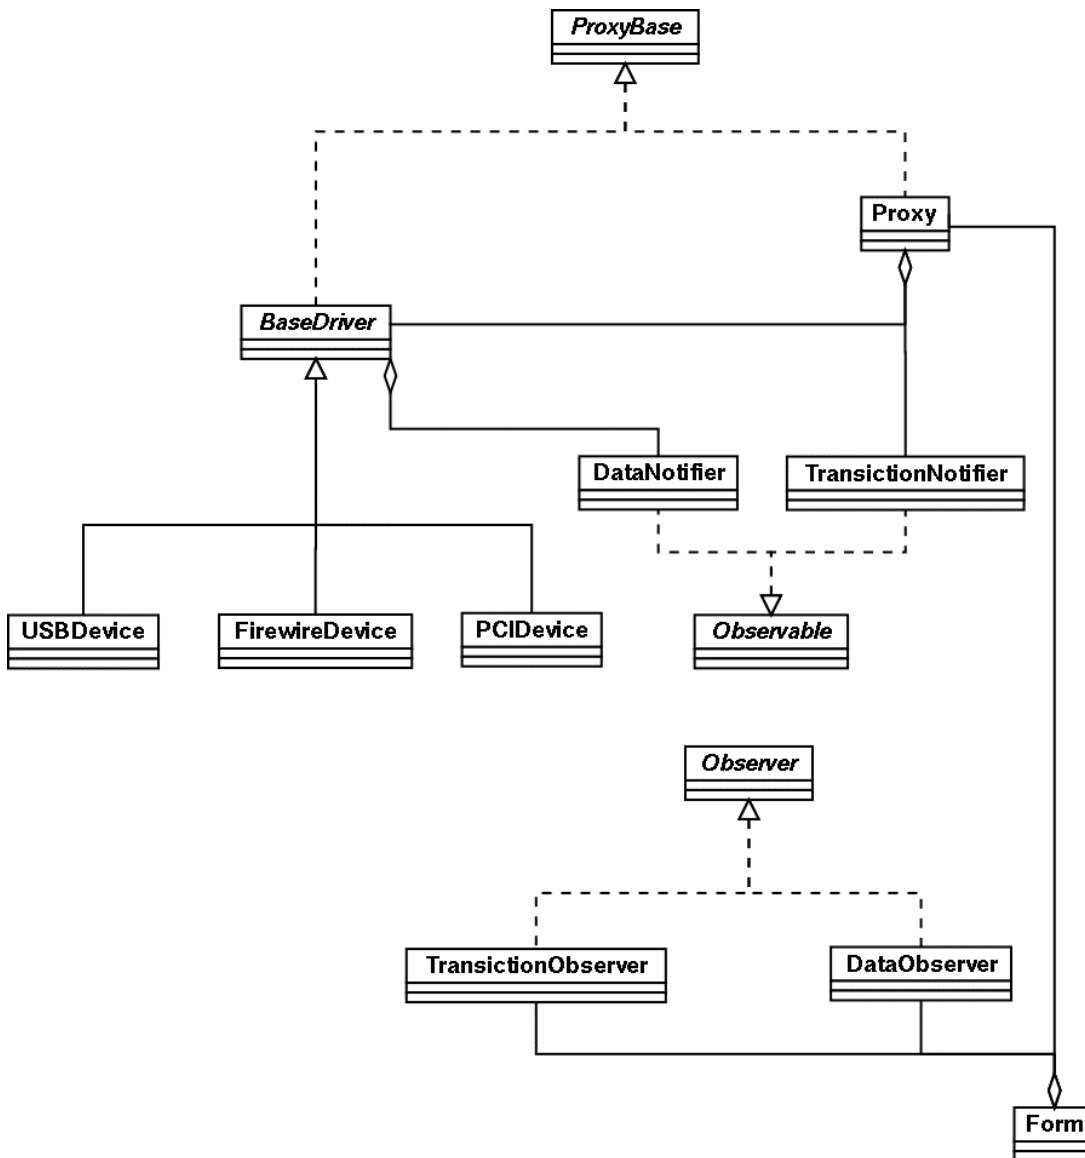 ProxyBase
Proxy
BaseDriver
DataNotifier
TransictionNotifier
USBDevice
FirewireDevice
PCIDevice
Observable
Observer
TransictionObserver
DataObserver
Form